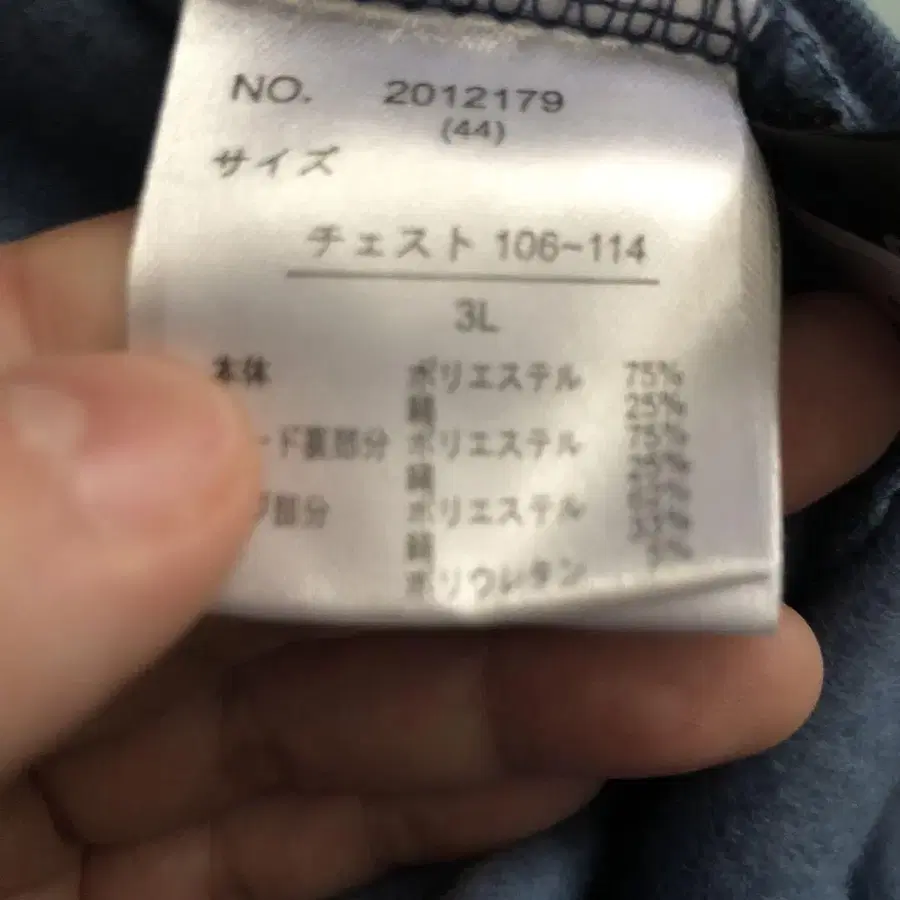 NO. 2012179
(44)
サイズ
チェスト 106~114
3L
本体 ポリエステル 75%
綿 25%
ード裏部分 ポリエステル 75%
綿 25%
部分 ポリエステル
綿
ポリウレタン